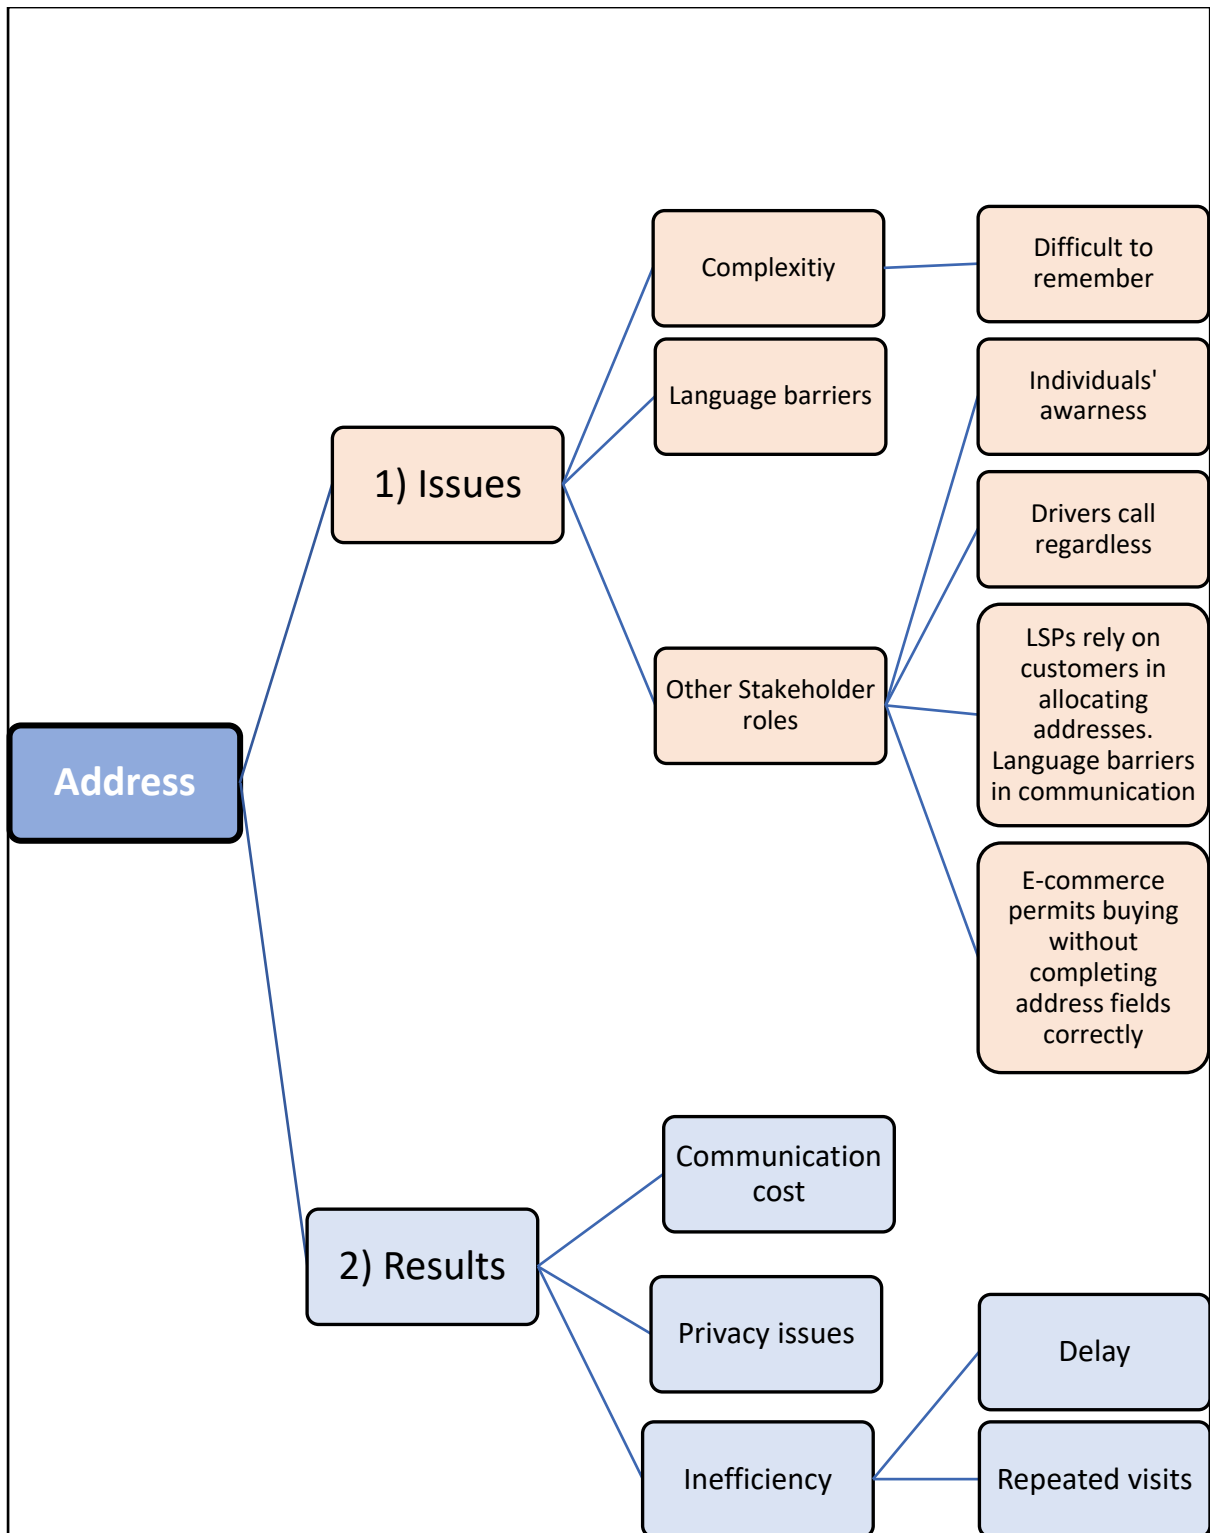 Complexitiy
Difficult to
remember
Language barriers
Individuals'
awarness
1) Issues
Drivers call
regardless
Other Stakeholder
roles
LSPs rely on
customers in
allocating
addresses.
Language barriers
in communication
Address
E-commerce
permits buying
without
completing
address fields
correctly
Communication
cost
2) Results
Privacy issues
Delay
Inefficiency
Repeated visits